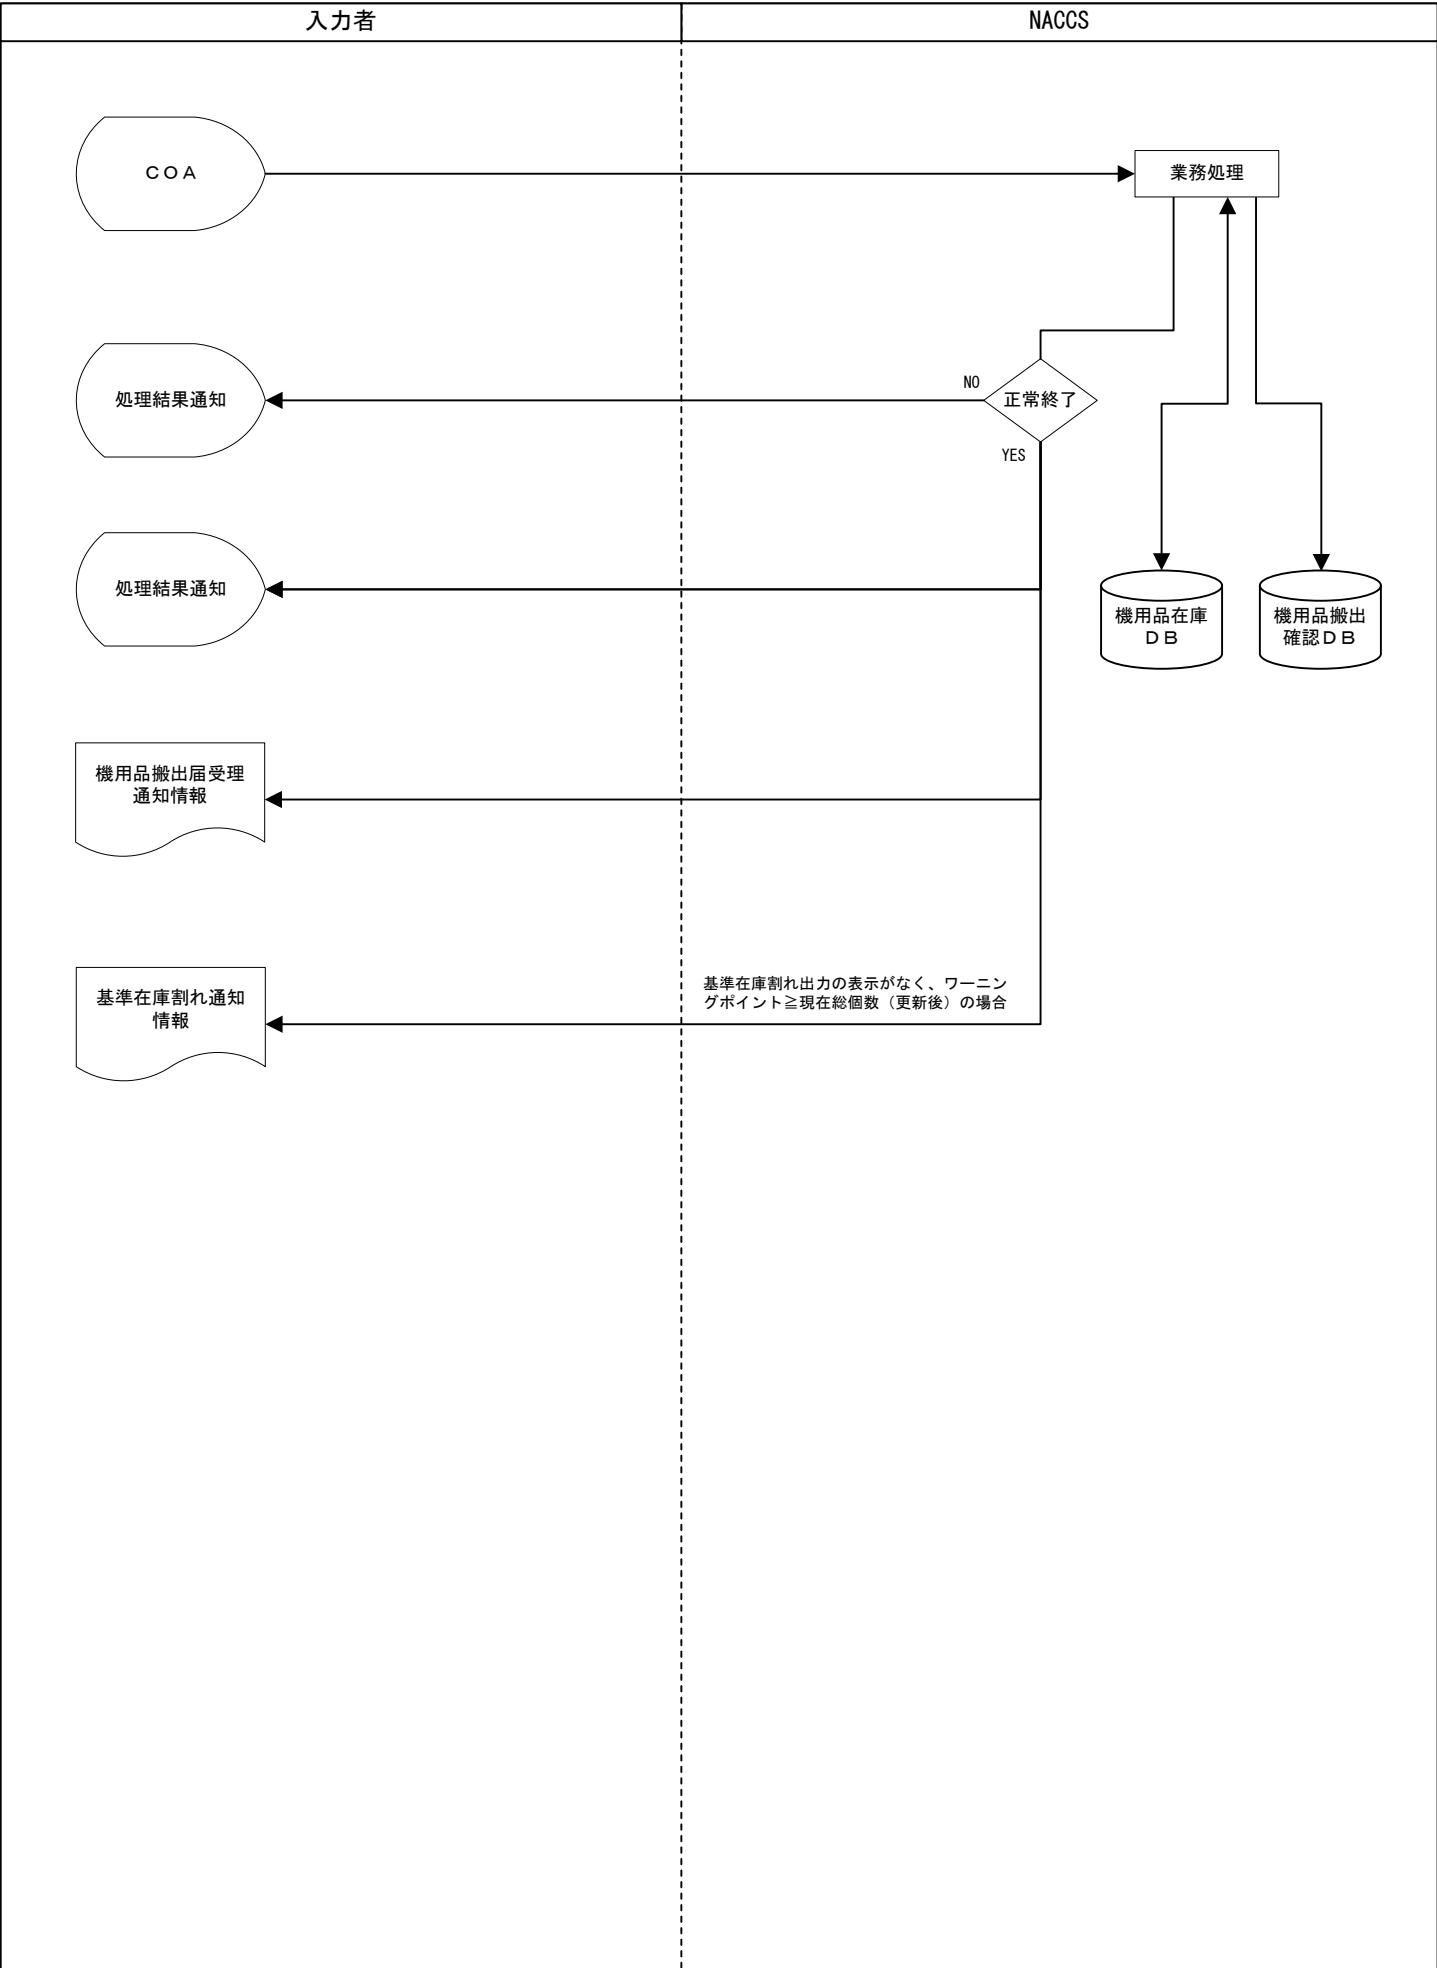 入力者
NACCS
ＣＯＡ
業務処理
処理結果通知
NO
正常終了
YES
処理結果通知
機用品在庫
ＤＢ
機用品搬出
確認ＤＢ
機用品搬出届受理
通知情報
基準在庫割れ通知
情報
基準在庫割れ出力の表示がなく、ワーニン
グポイント≧現在総個数（更新後）の場合